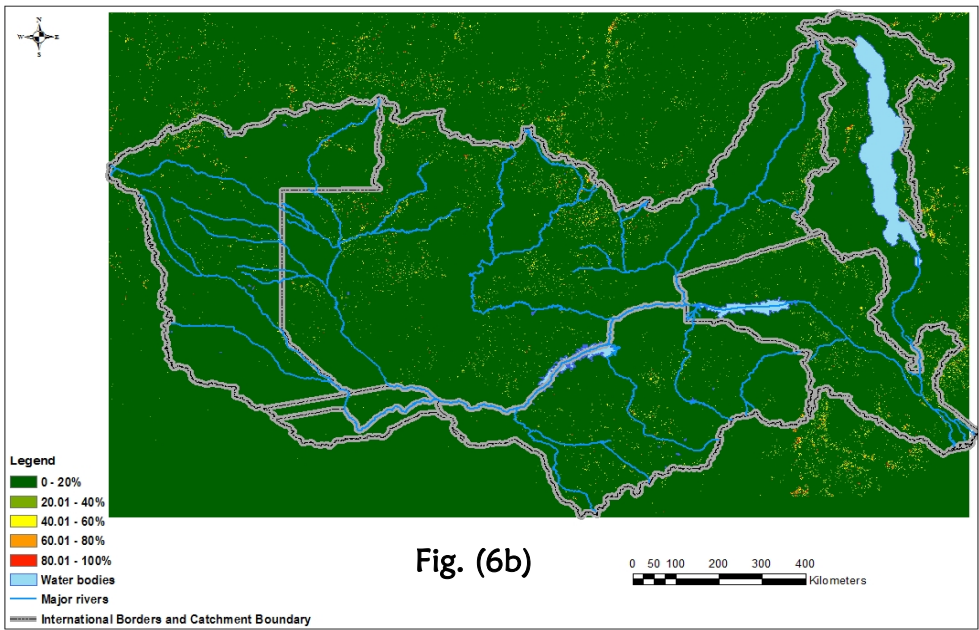 N
W E
S
Legend
0 - 20%
20.01 - 40%
40.01 - 60%
60.01 - 80%
80.01 - 100%
Water bodies
Major rivers
International Borders and Catchment Boundary
Fig. (6b)
0 50 100 200 300 400
Kilometers